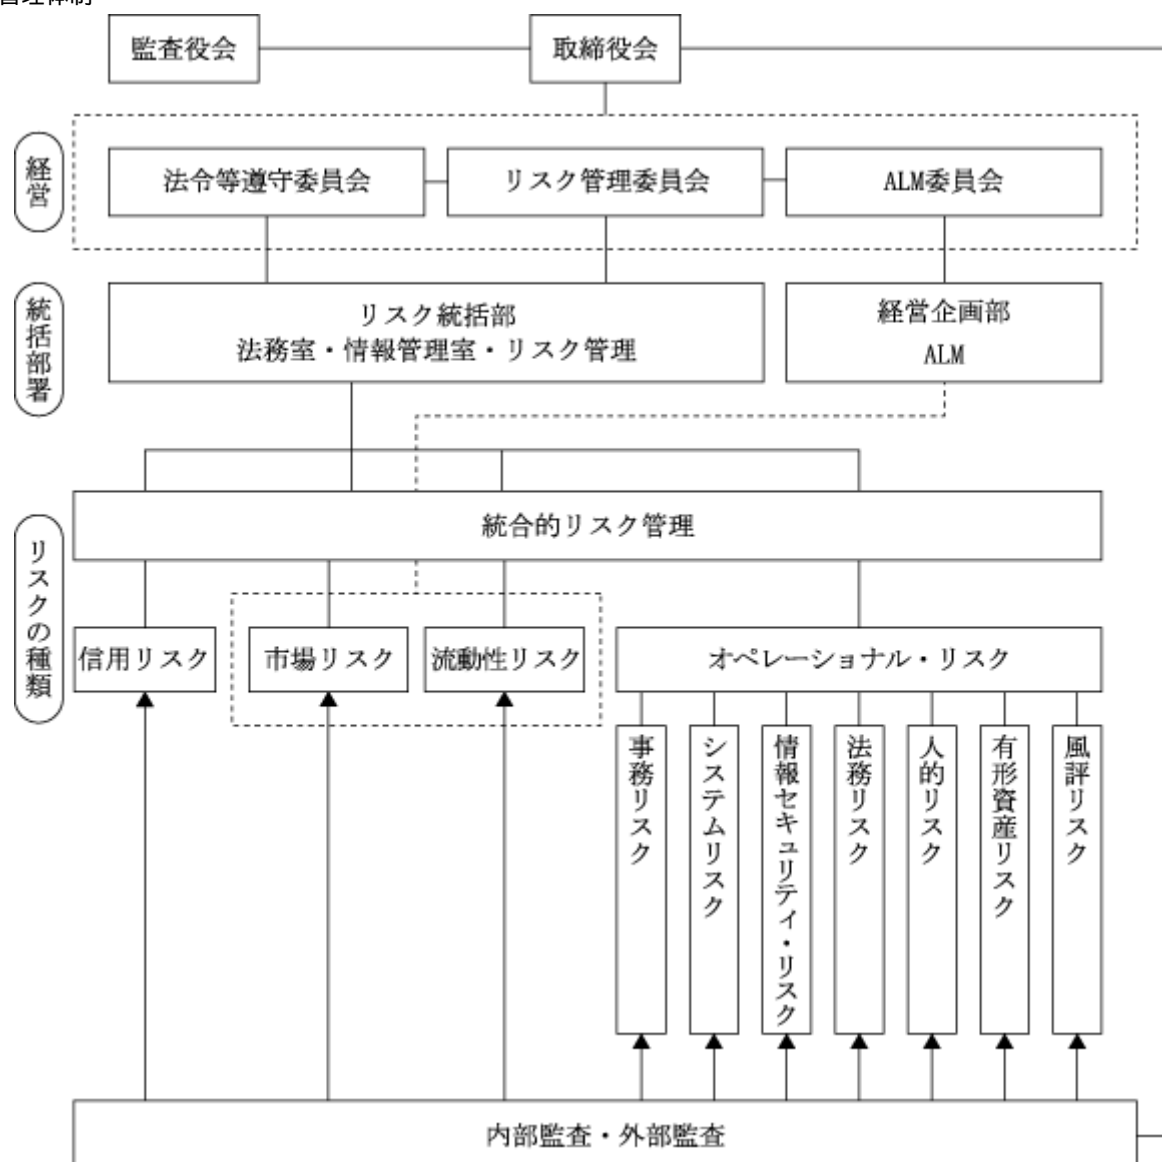 管理体制
監査役会
取締役会
経営
法令等遵守委員会
リスク管理委員会
ALM委員会
統括部署
リスク統括部
法務室・情報管理室・リスク管理
経営企画部
ALM
リスクの種類
統合的リスク管理
信用リスク
市場リスク
流動性リスク
オペレーショナル・リスク
事務リスク
システムリスク
情報セキュリティ・リスク
法務リスク
人的リスク
有形資産リスク
風評リスク
内部監査・外部監査